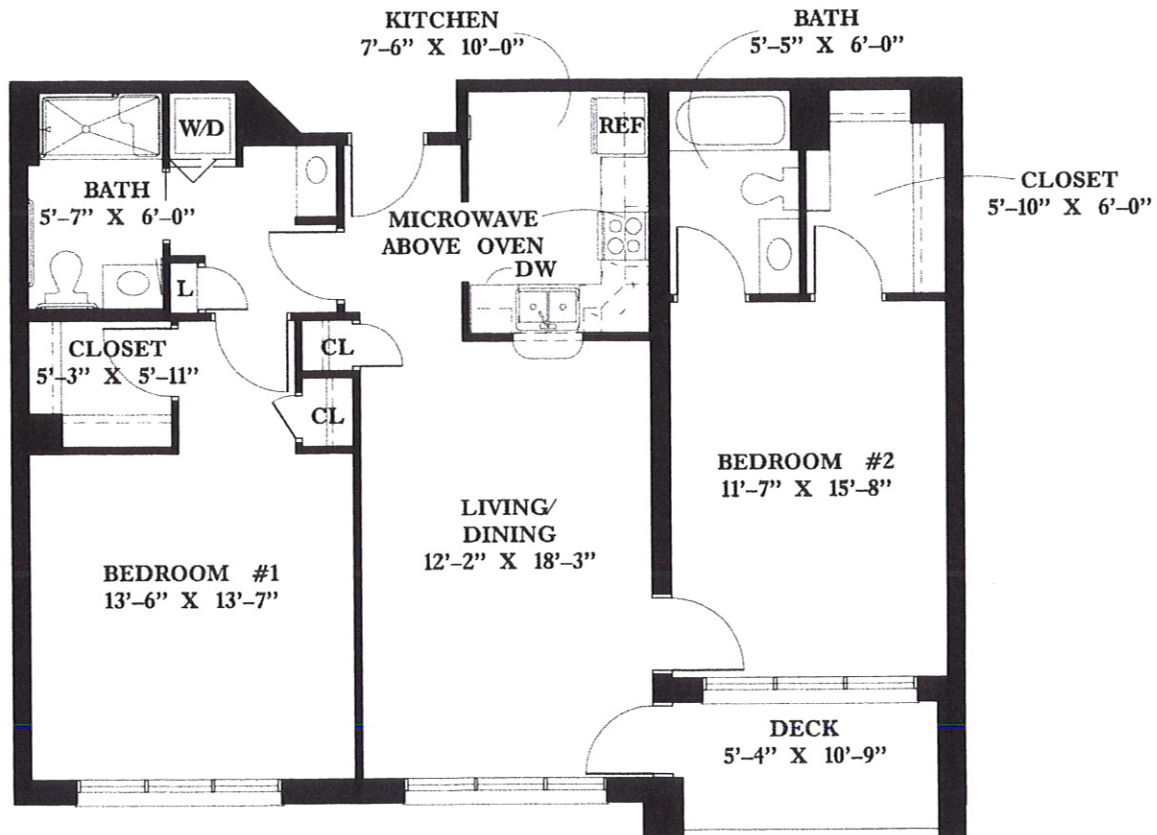 KITCHEN
7'–6" X 10'–0"
BATH
5'–5" X 6'–0"
W/D
REF
BATH
5'–7" X 6'–0"
CLOSET
5'–10" X 6'–0"
MICROWAVE
ABOVE OVEN
DW
L
CLOSET
5'–3" X 5'–11"
CL
CL
BEDROOM #2
11'–7" X 15'–8"
LIVING/
DINING
12'–2" X 18'–3"
BEDROOM #1
13'–6" X 13'–7"
DECK
5'–4" X 10'–9"